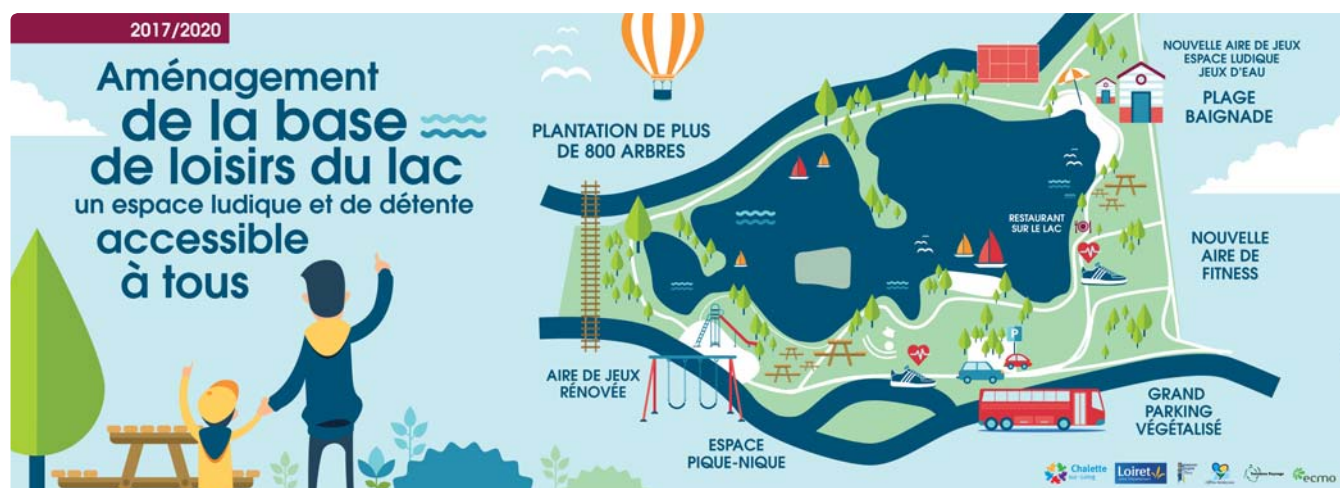 2017/2020
Aménagement
de la base
de loisirs du lac
un espace ludique et de détente
accessible
à tous
PLANTATION DE PLUS
DE 800 ARBRES
NOUVELLE AIRE DE JEUX
ESPACE LUDIQUE
JEUX D'EAU
PLAGE
BAIGNADE
RESTAURANT
SUR LE LAC
NOUVELLE
AIRE DE
FITNESS
P
AIRE DE JEUX
RÉNOVÉE
ESPACE
PIQUE-NIQUE
GRAND
PARKING
VÉGÉTALISÉ
Chalette
sur-Loing
Loiret
ecmo